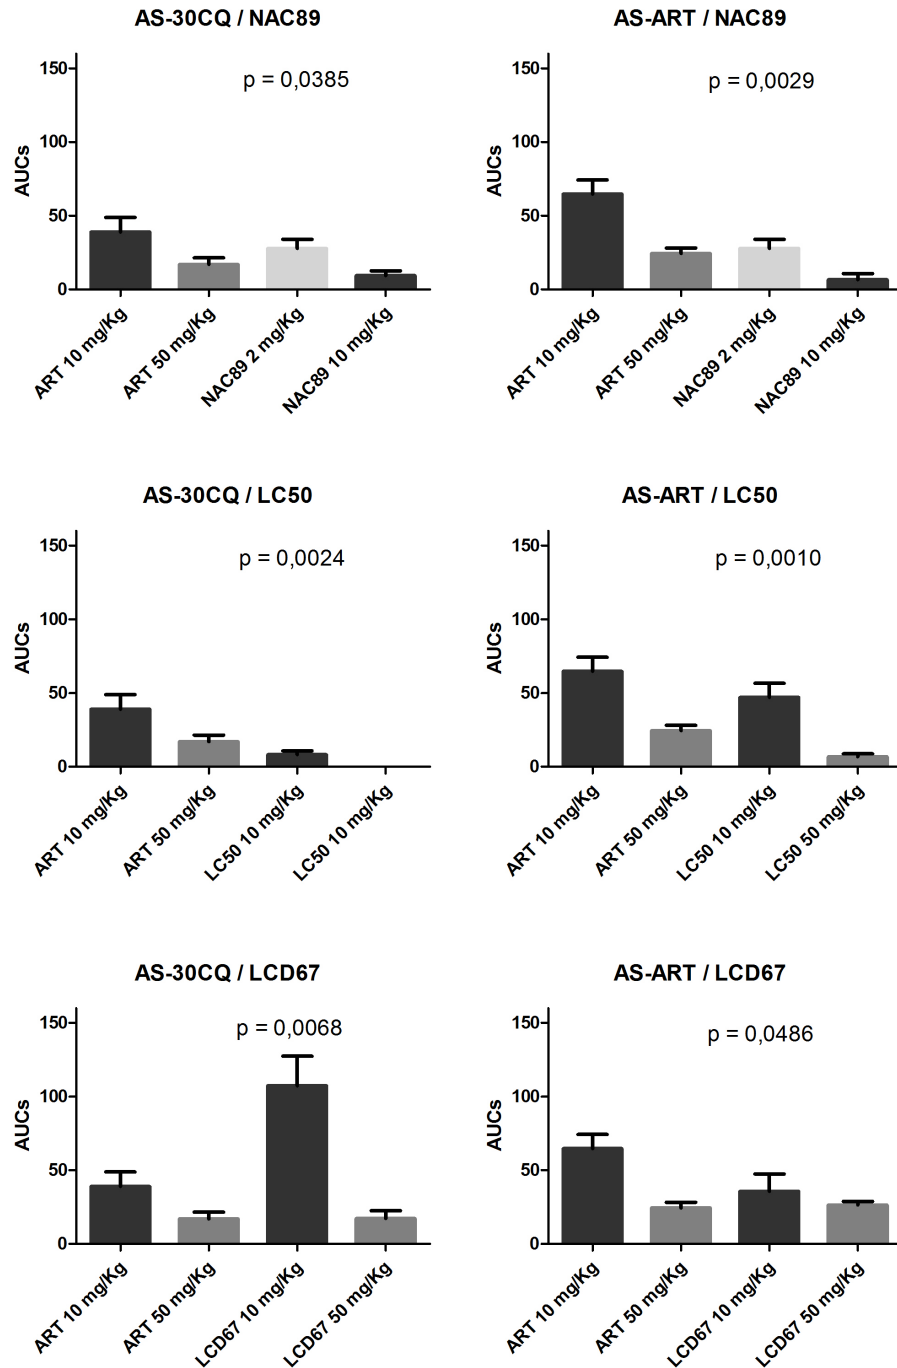 AS-30CQ / NAC89
p = 0,0385
AUCs
150
100
50
0
ART 10 mg/Kg
ART 50 mg/Kg
NAC89 2 mg/Kg
NAC89 10 mg/Kg
AS-ART / NAC89
p = 0,0029
AUCs
150
100
50
0
ART 10 mg/Kg
ART 50 mg/Kg
NAC89 2 mg/Kg
NAC89 10 mg/Kg
AS-30CQ / LC50
p = 0,0024
AUCs
150
100
50
0
ART 10 mg/Kg
ART 50 mg/Kg
LC50 10 mg/Kg
LC50 10 mg/Kg
AS-ART / LC50
p = 0,0010
AUCs
150
100
50
0
ART 10 mg/Kg
ART 50 mg/Kg
LC50 10 mg/Kg
LC50 50 mg/Kg
AS-30CQ / LCD67
p = 0,0068
AUCs
150
100
50
0
ART 10 mg/Kg
ART 50 mg/Kg
LCD67 10 mg/Kg
LCD67 50 mg/Kg
AS-ART / LCD67
p = 0,0486
AUCs
150
100
50
0
ART 10 mg/Kg
ART 50 mg/Kg
LCD67 10 mg/Kg
LCD67 50 mg/Kg